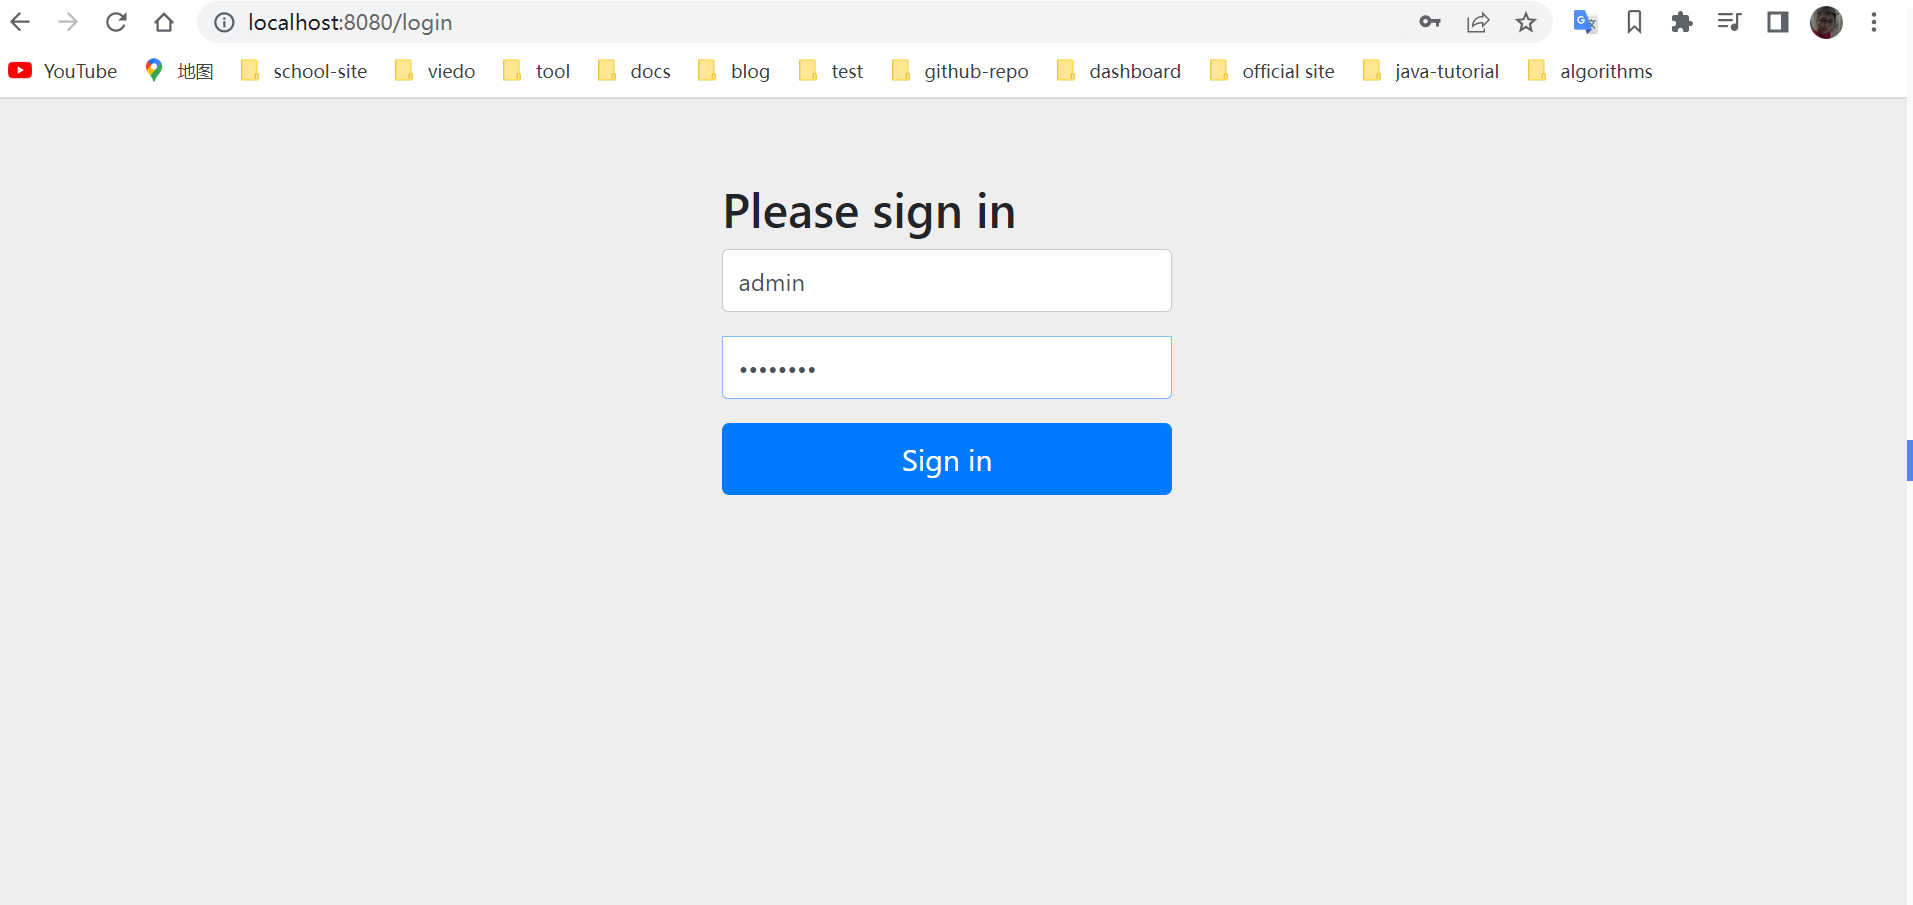 localhost:8080/login
YouTube 地图 school-site viedo tool docs blog test github-repo dashboard official site java-tutorial algorithms
Please sign in
admin
••••••••
Sign in